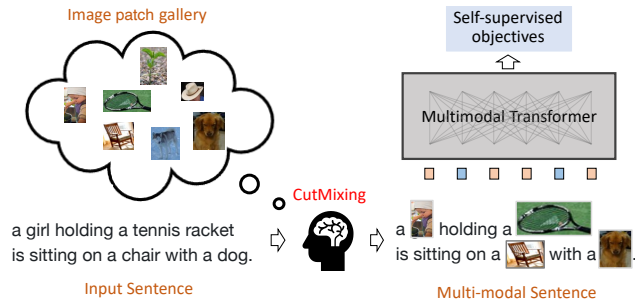 Image patch gallery
Self-supervised
objectives
Multimodal Transformer
CutMixing
a girl holding a tennis racket
is sitting on a chair with a dog.
Input Sentence
a holding a
is sitting on a with a .
Multi-modal Sentence